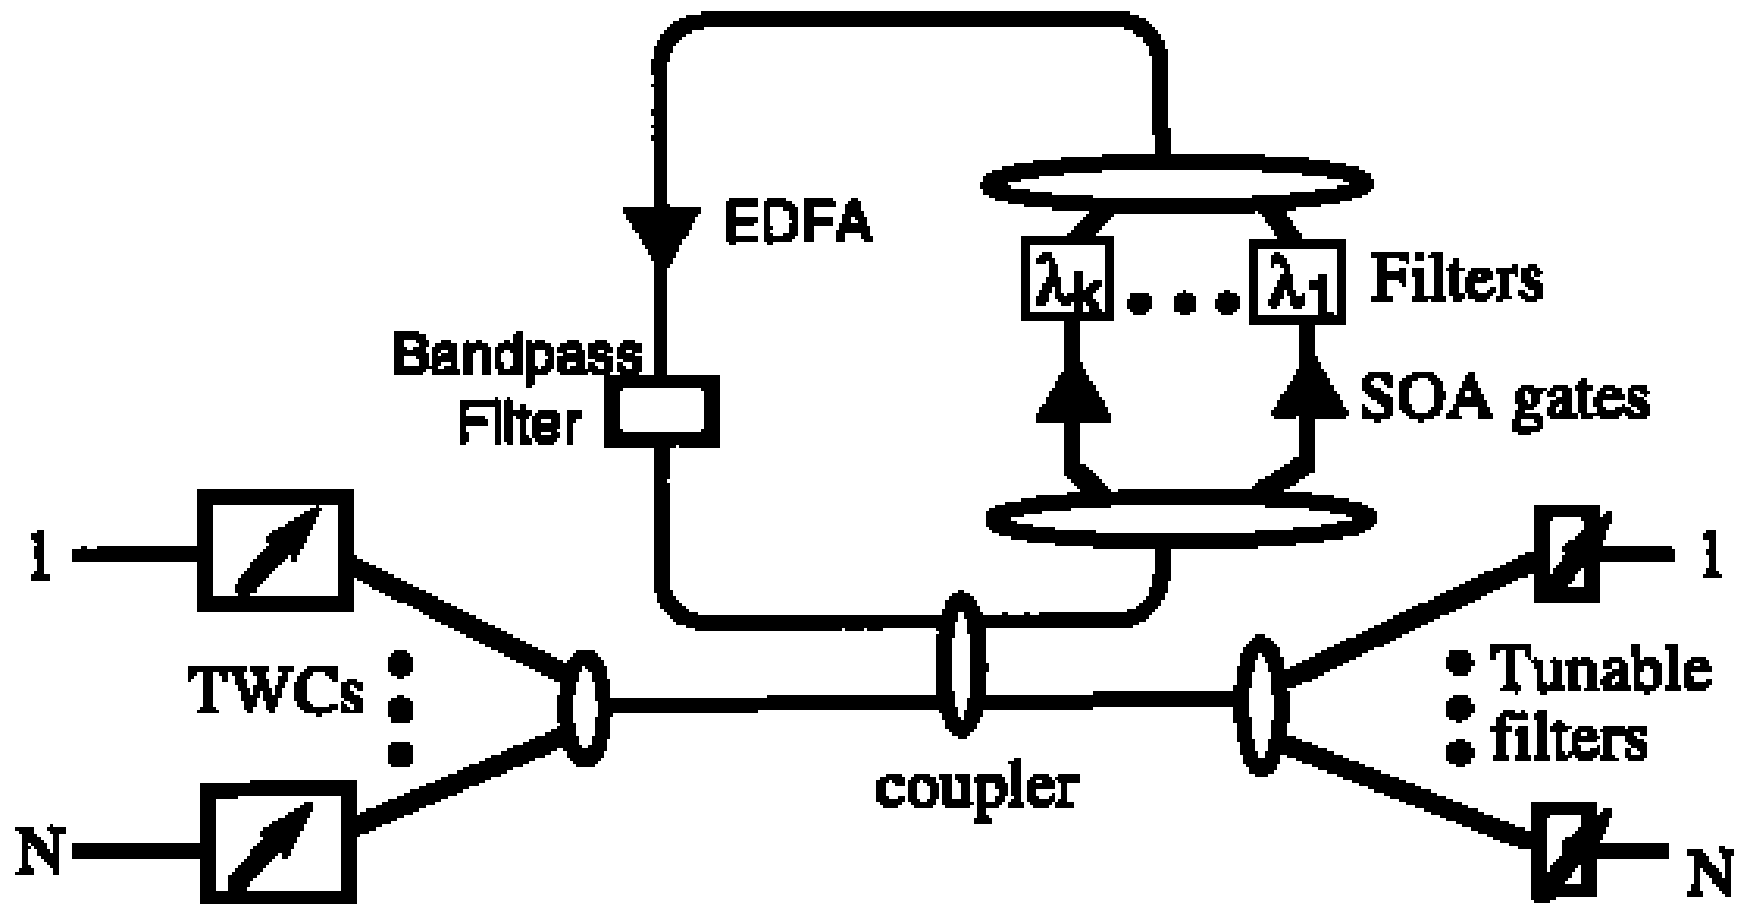 EDFA
λk
λ1
Filters
Bandpass
Filter
SOA gates
1
1
TWCs
Tunable
filters
coupler
N
N